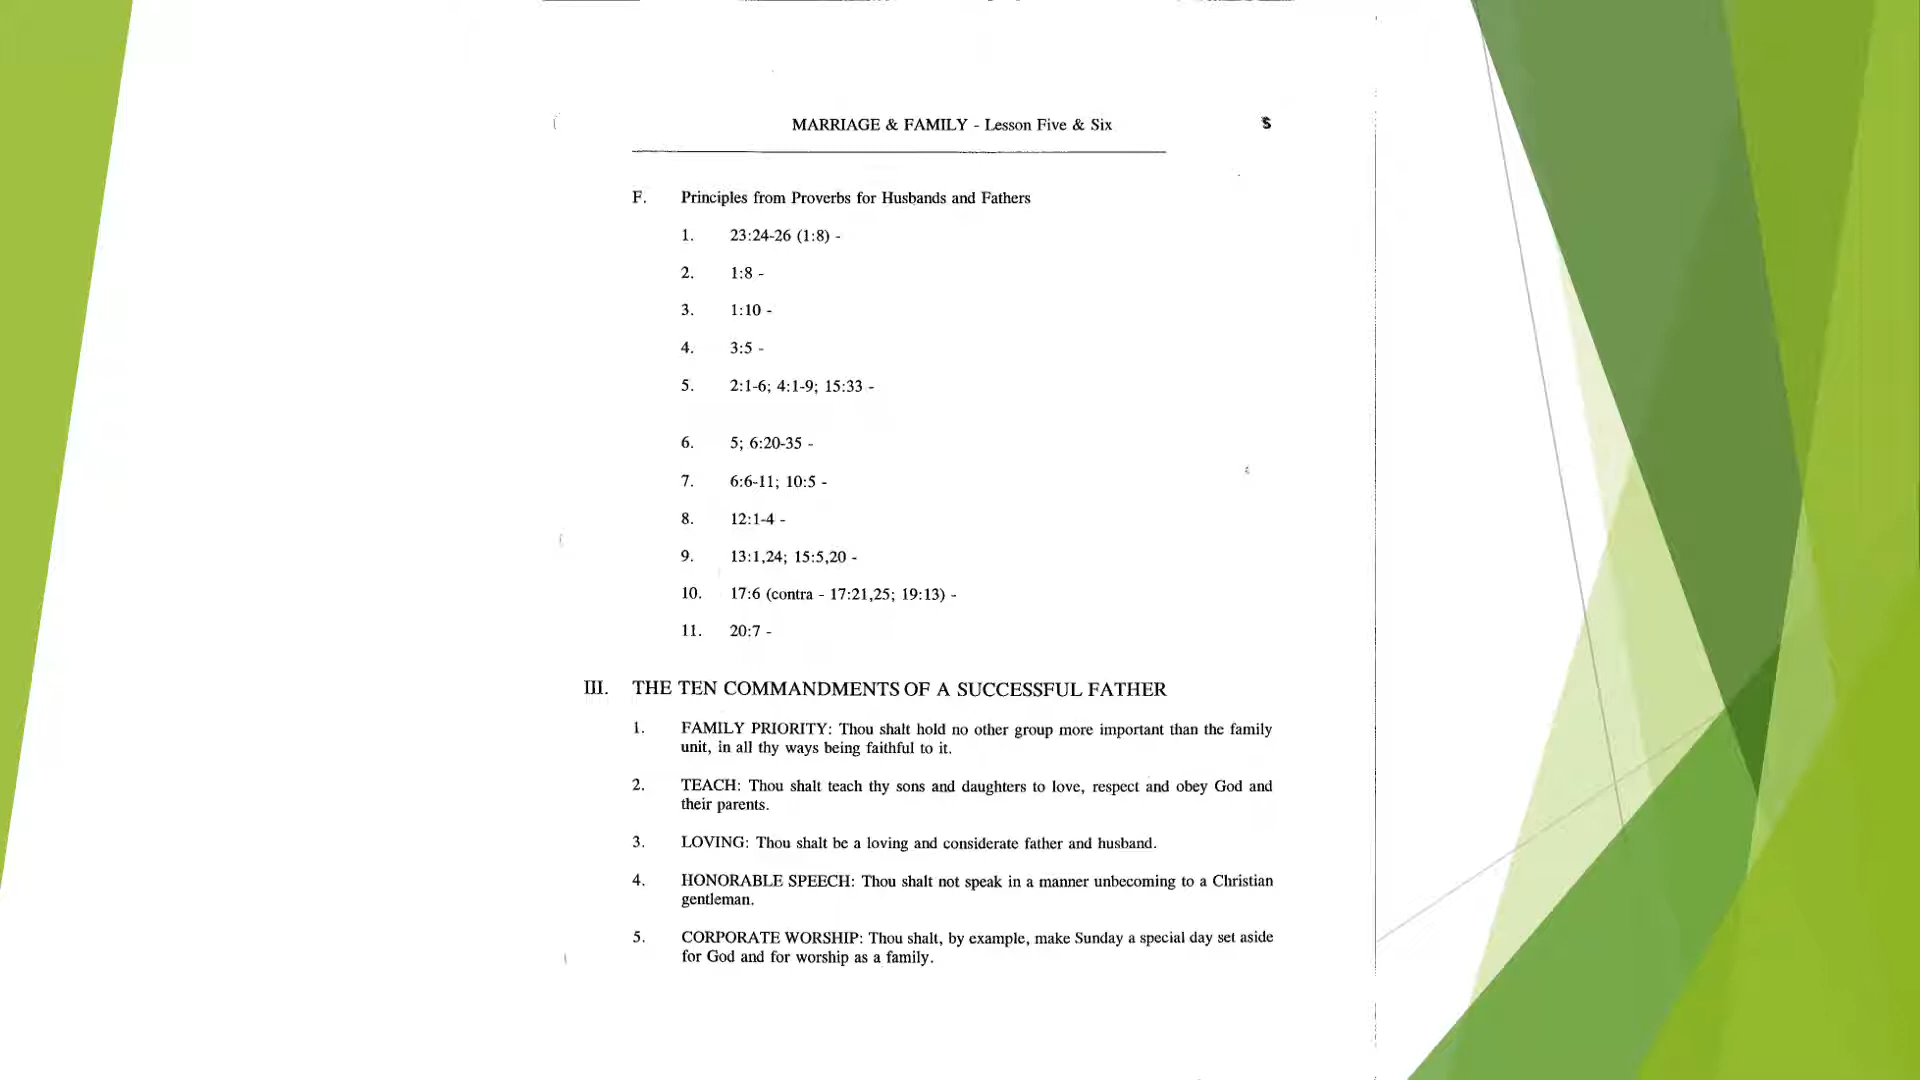 MARRIAGE & FAMILY - Lesson Five & Six
F. Principles from Proverbs for Husbands and Fathers
1. 23:24-26 (1:8) -
2. 1:8 -
3. 1:10 -
4. 3:5 -
5. 2:1-6; 4:1-9; 15:33 -
6. 5; 6:20-35 -
7. 6:6-11; 10:5 -
8. 12:1-4 -
9. 13:1,24; 15:5,20 -
10. 17:6 (contra - 17:21,25; 19:13) -
11. 20:7 -
III. THE TEN COMMANDMENTS OF A SUCCESSFUL FATHER
1. FAMILY PRIORITY: Thou shalt hold no other group more important than the family
unit, in all thy ways being faithful to it.
2. TEACH: Thou shalt teach thy sons and daughters to love, respect and obey God and
their parents.
3. LOVING: Thou shalt be a loving and considerate father and husband.
4. HONORABLE SPEECH: Thou shalt not speak in a manner unbecoming to a Christian
gentleman.
5. CORPORATE WORSHIP: Thou shalt, by example, make Sunday a special day set aside
for God and for worship as a family.